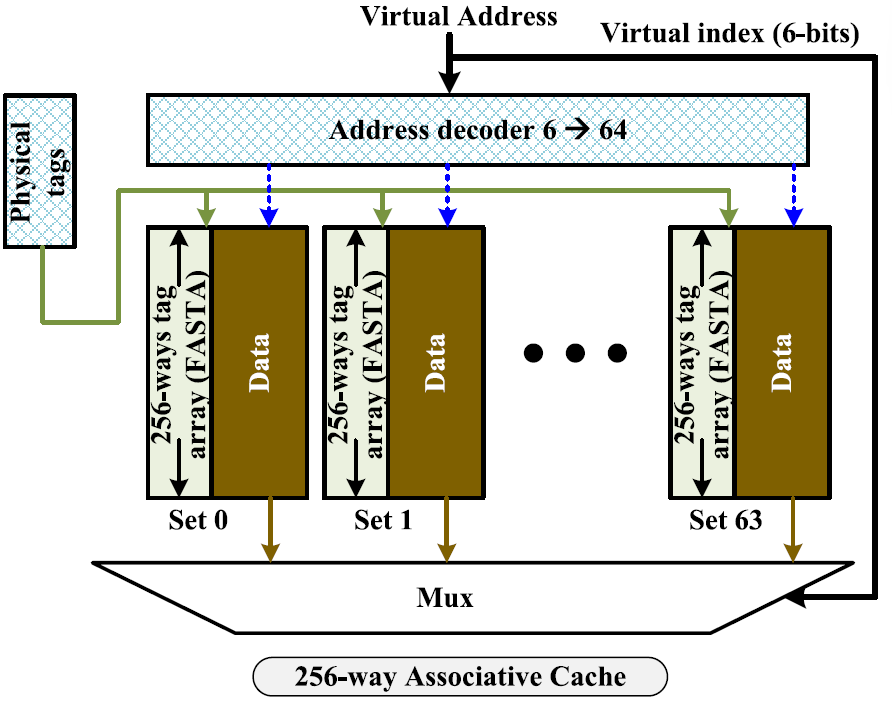 Virtual Address
Virtual index (6-bits)
Address decoder 6 → 64
Physical
tags
256-ways tag
array (FASTA)
Data
256-ways tag
array (FASTA)
Data
256-ways tag
array (FASTA)
Data
Set 0
Set 1
Set 63
Mux
256-way Associative Cache